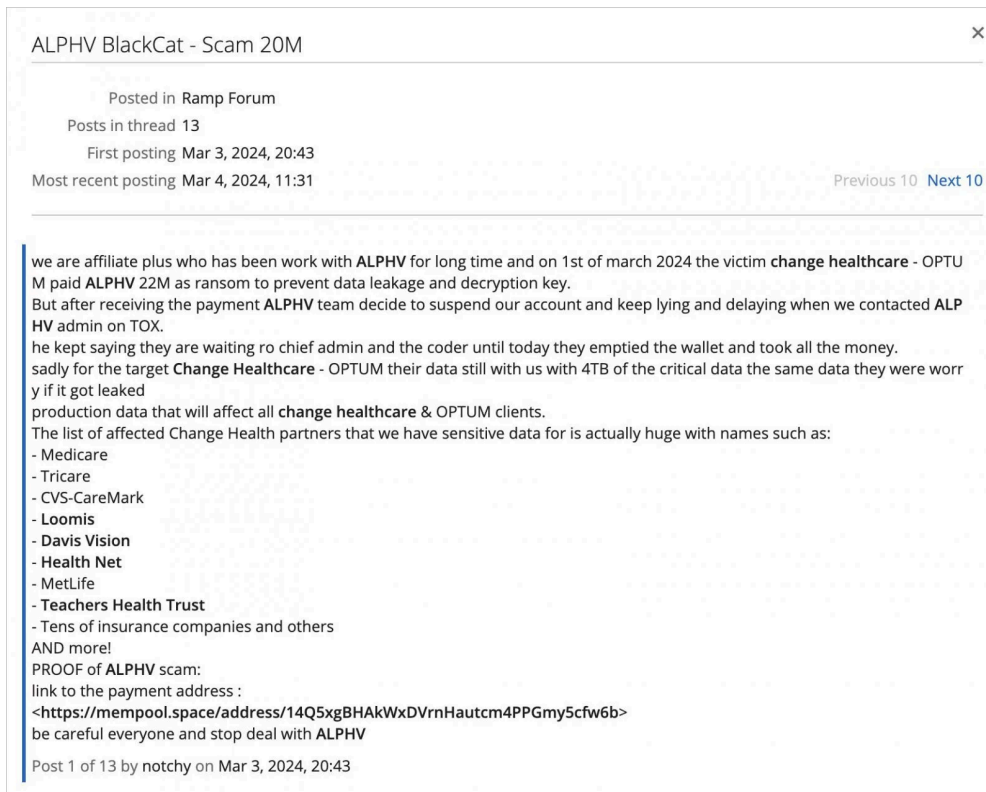 ALPHV BlackCat - Scam 20M
×
Posted in Ramp Forum
Posts in thread 13
First posting Mar 3, 2024, 20:43
Most recent posting Mar 4, 2024, 11:31
Previous 10 Next 10
we are affiliate plus who has been work with ALPHV for long time and on 1st of march 2024 the victim change healthcare - OPTU
M paid ALPHV 22M as ransom to prevent data leakage and decryption key.
But after receiving the payment ALPHV team decide to suspend our account and keep lying and delaying when we contacted ALP
HV admin on TOX.
he kept saying they are waiting ro chief admin and the coder until today they emptied the wallet and took all the money.
sadly for the target Change Healthcare - OPTUM their data still with us with 4TB of the critical data the same data they were worr
y if it got leaked
production data that will affect all change healthcare & OPTUM clients.
The list of affected Change Health partners that we have sensitive data for is actually huge with names such as:
- Medicare
- Tricare
- CVS-CareMark
- Loomis
- Davis Vision
- Health Net
- MetLife
- Teachers Health Trust
- Tens of insurance companies and others
AND more!
PROOF of ALPHV scam:
link to the payment address :
<https://mempool.space/address/14Q5xgBHAkWxDVrnHautcm4PPGmy5cfw6b>
be careful everyone and stop deal with ALPHV
Post 1 of 13 by notchy on Mar 3, 2024, 20:43